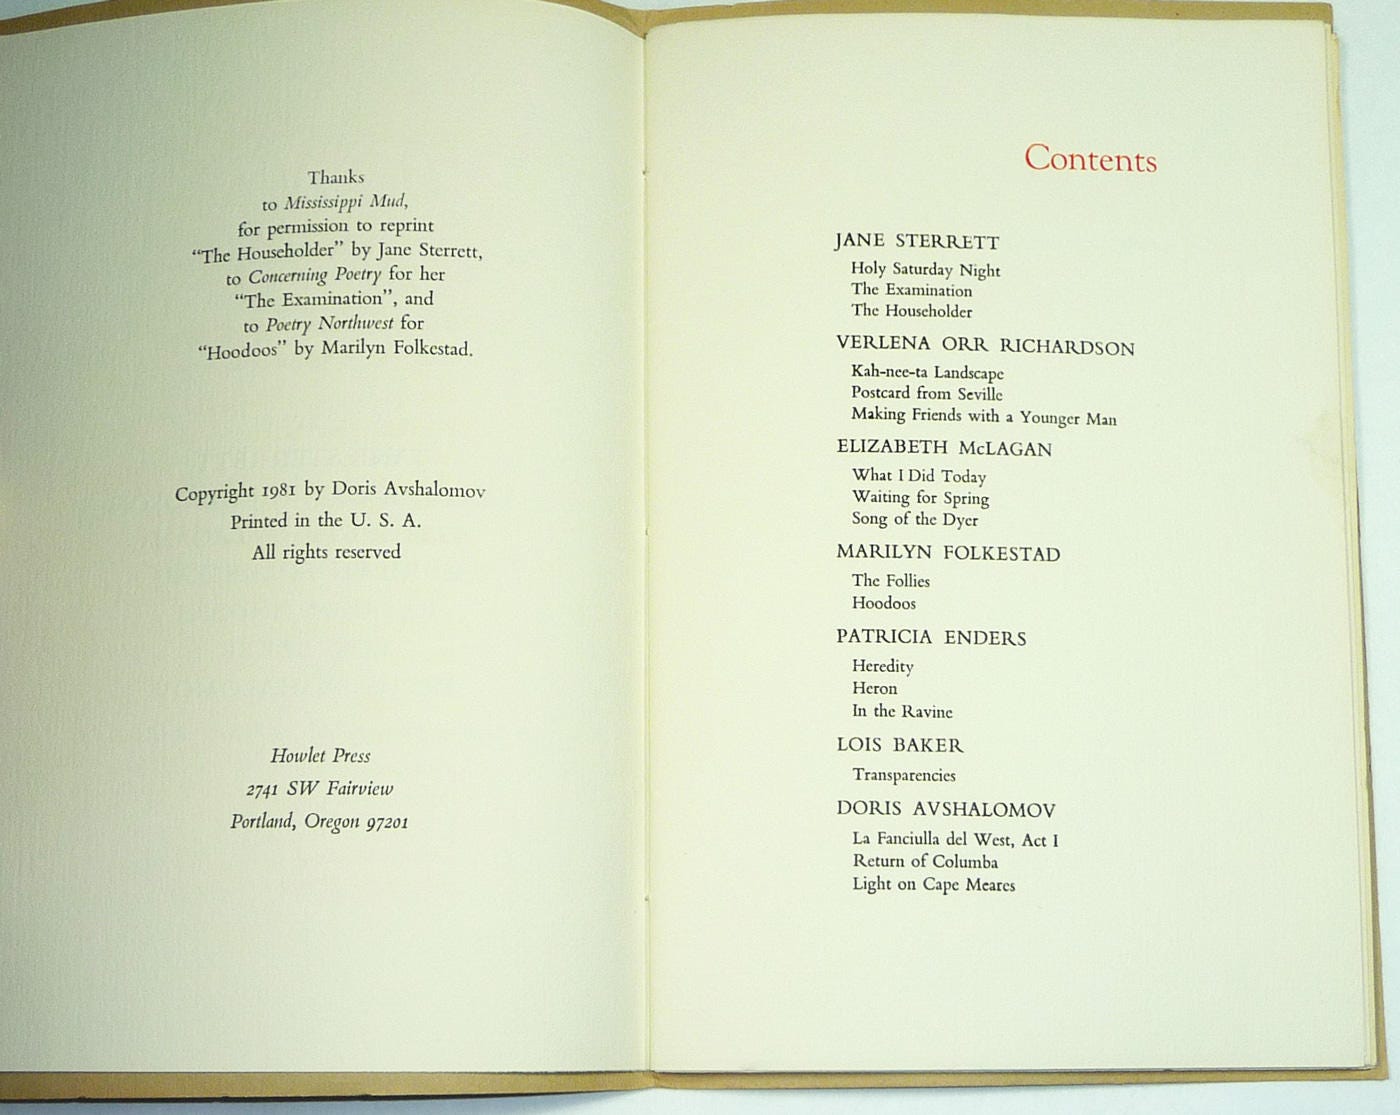 Thanks
to Mississippi Mud,
for permission to reprint
“The Householder” by Jane Sterrett,
to Concerning Poetry for her
“The Examination”, and
to Poetry Northwest for
“Hoodoos” by Marilyn Folkestad.
Copyright 1981 by Doris Avshalomov
Printed in the U. S. A.
All rights reserved
Howlet Press
2741 SW Fairview
Portland, Oregon 97201
Contents
JANE STERRETT
Holy Saturday Night
The Examination
The Householder
VERLENA ORR RICHARDSON
Kah-nee-ta Landscape
Postcard from Seville
Making Friends with a Younger Man
ELIZABETH McLAGAN
What I Did Today
Waiting for Spring
Song of the Dyer
MARILYN FOLKESTAD
The Follies
Hoodoos
PATRICIA ENDERS
Heredity
Heron
In the Ravine
LOIS BAKER
Transparencies
DORIS AVSHALOMOV
La Fanciulla del West, Act I
Return of Columba
Light on Cape Meares